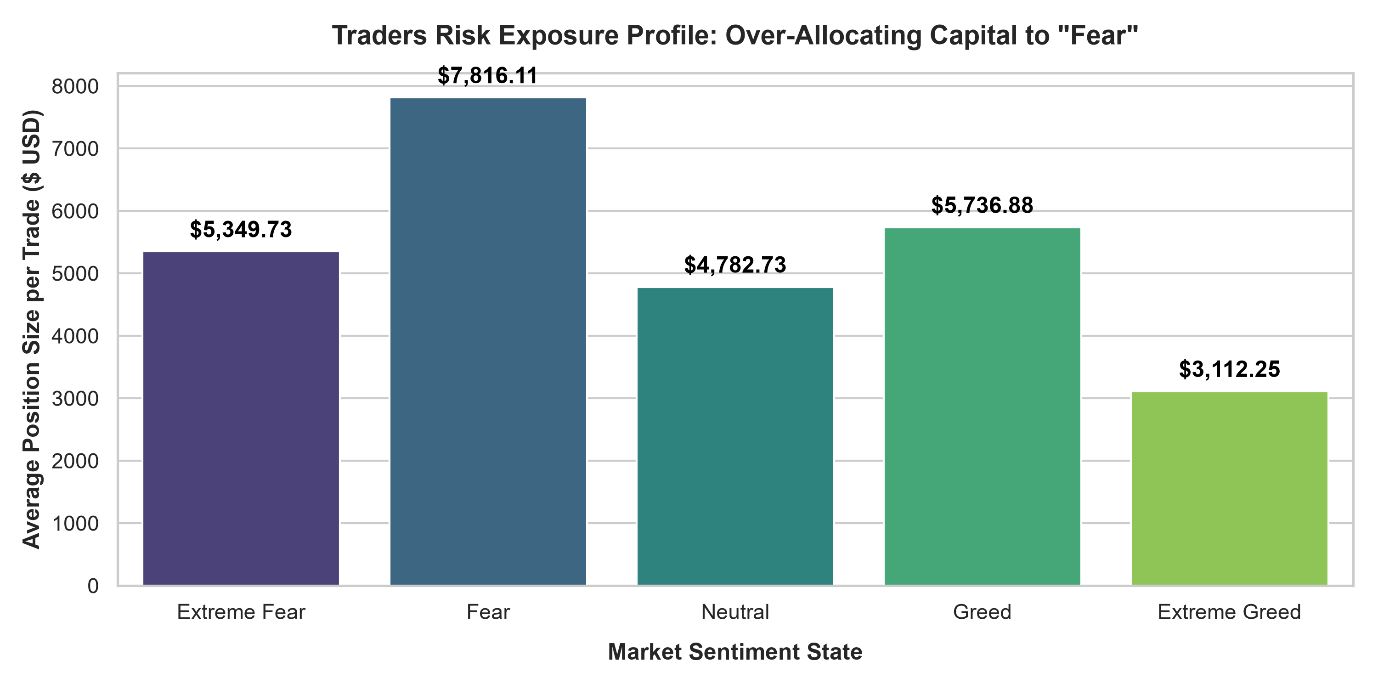 Traders Risk Exposure Profile: Over-Allocating Capital to "Fear"
Average Position Size per Trade ($ USD)
8000
7000
6000
5000
4000
3000
2000
1000
0
$5,349.73
$7,816.11
$4,782.73
$5,736.88
$3,112.25
Extreme Fear
Fear
Neutral
Greed
Extreme Greed
Market Sentiment State